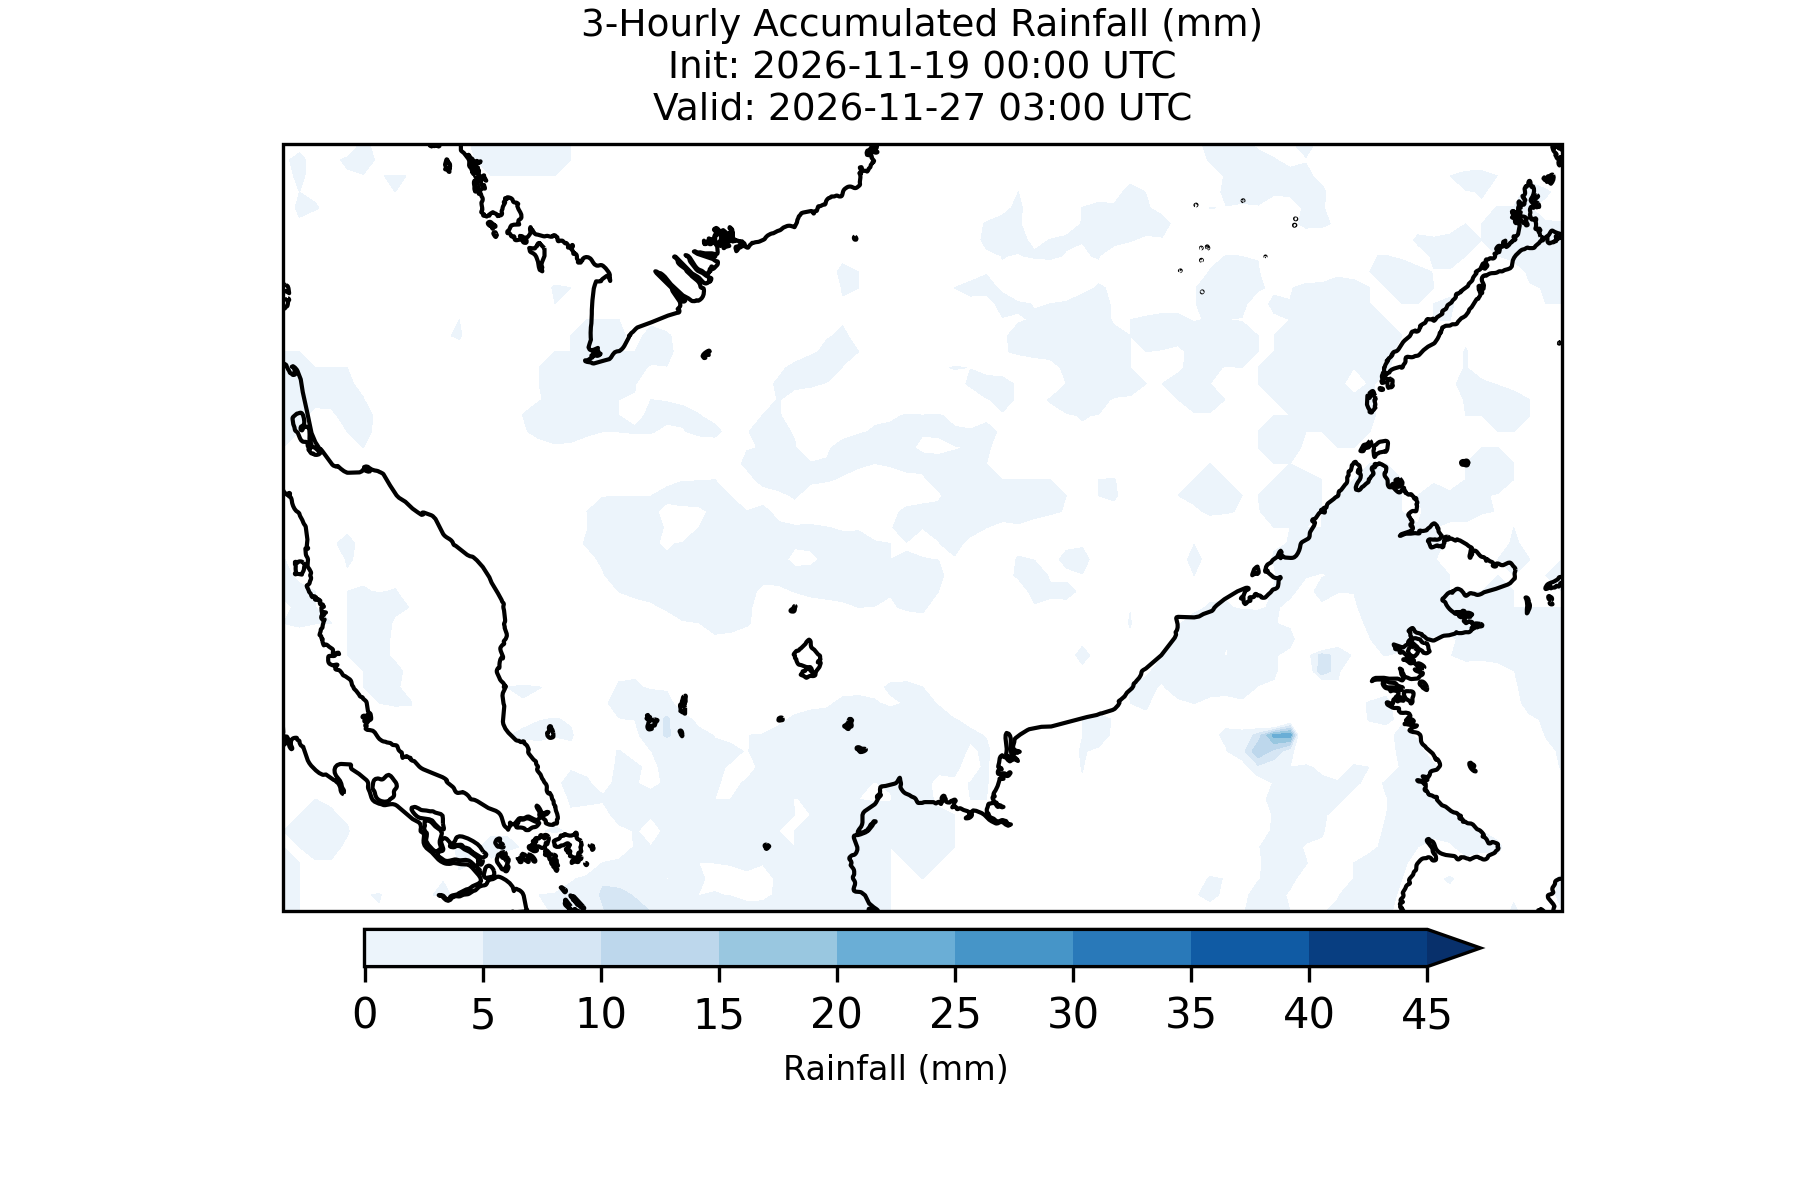 3-Hourly Accumulated Rainfall (mm)
Init: 2026-11-19 00:00 UTC
Valid: 2026-11-27 03:00 UTC
0 5 10 15 20 25 30 35 40 45
Rainfall (mm)